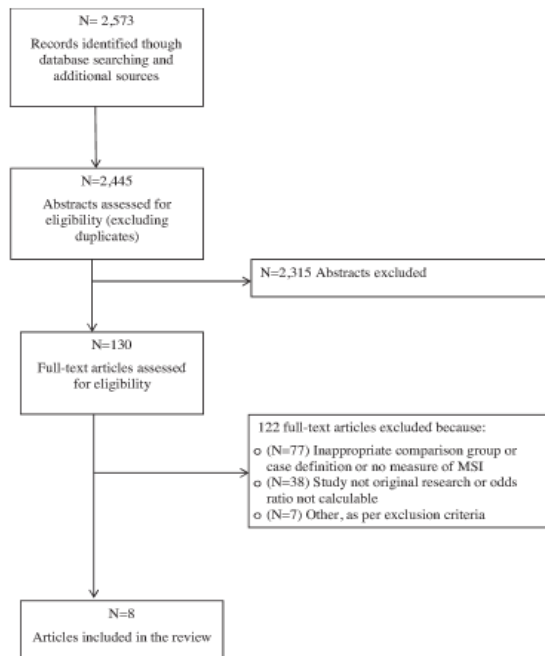 N= 2,573
Records identified though
database searching and
additional sources
N=2,445
Abstracts assessed for
eligibility (excluding
duplicates)
N=2,315 Abstracts excluded
N=130
Full-text articles assessed
for eligibility
122 full-text articles excluded because:
o (N=77) Inappropriate comparison group or
case definition or no measure of MSI
o (N=38) Study not original research or odds
ratio not calculable
o (N=7) Other, as per exclusion criteria
N=8
Articles included in the review